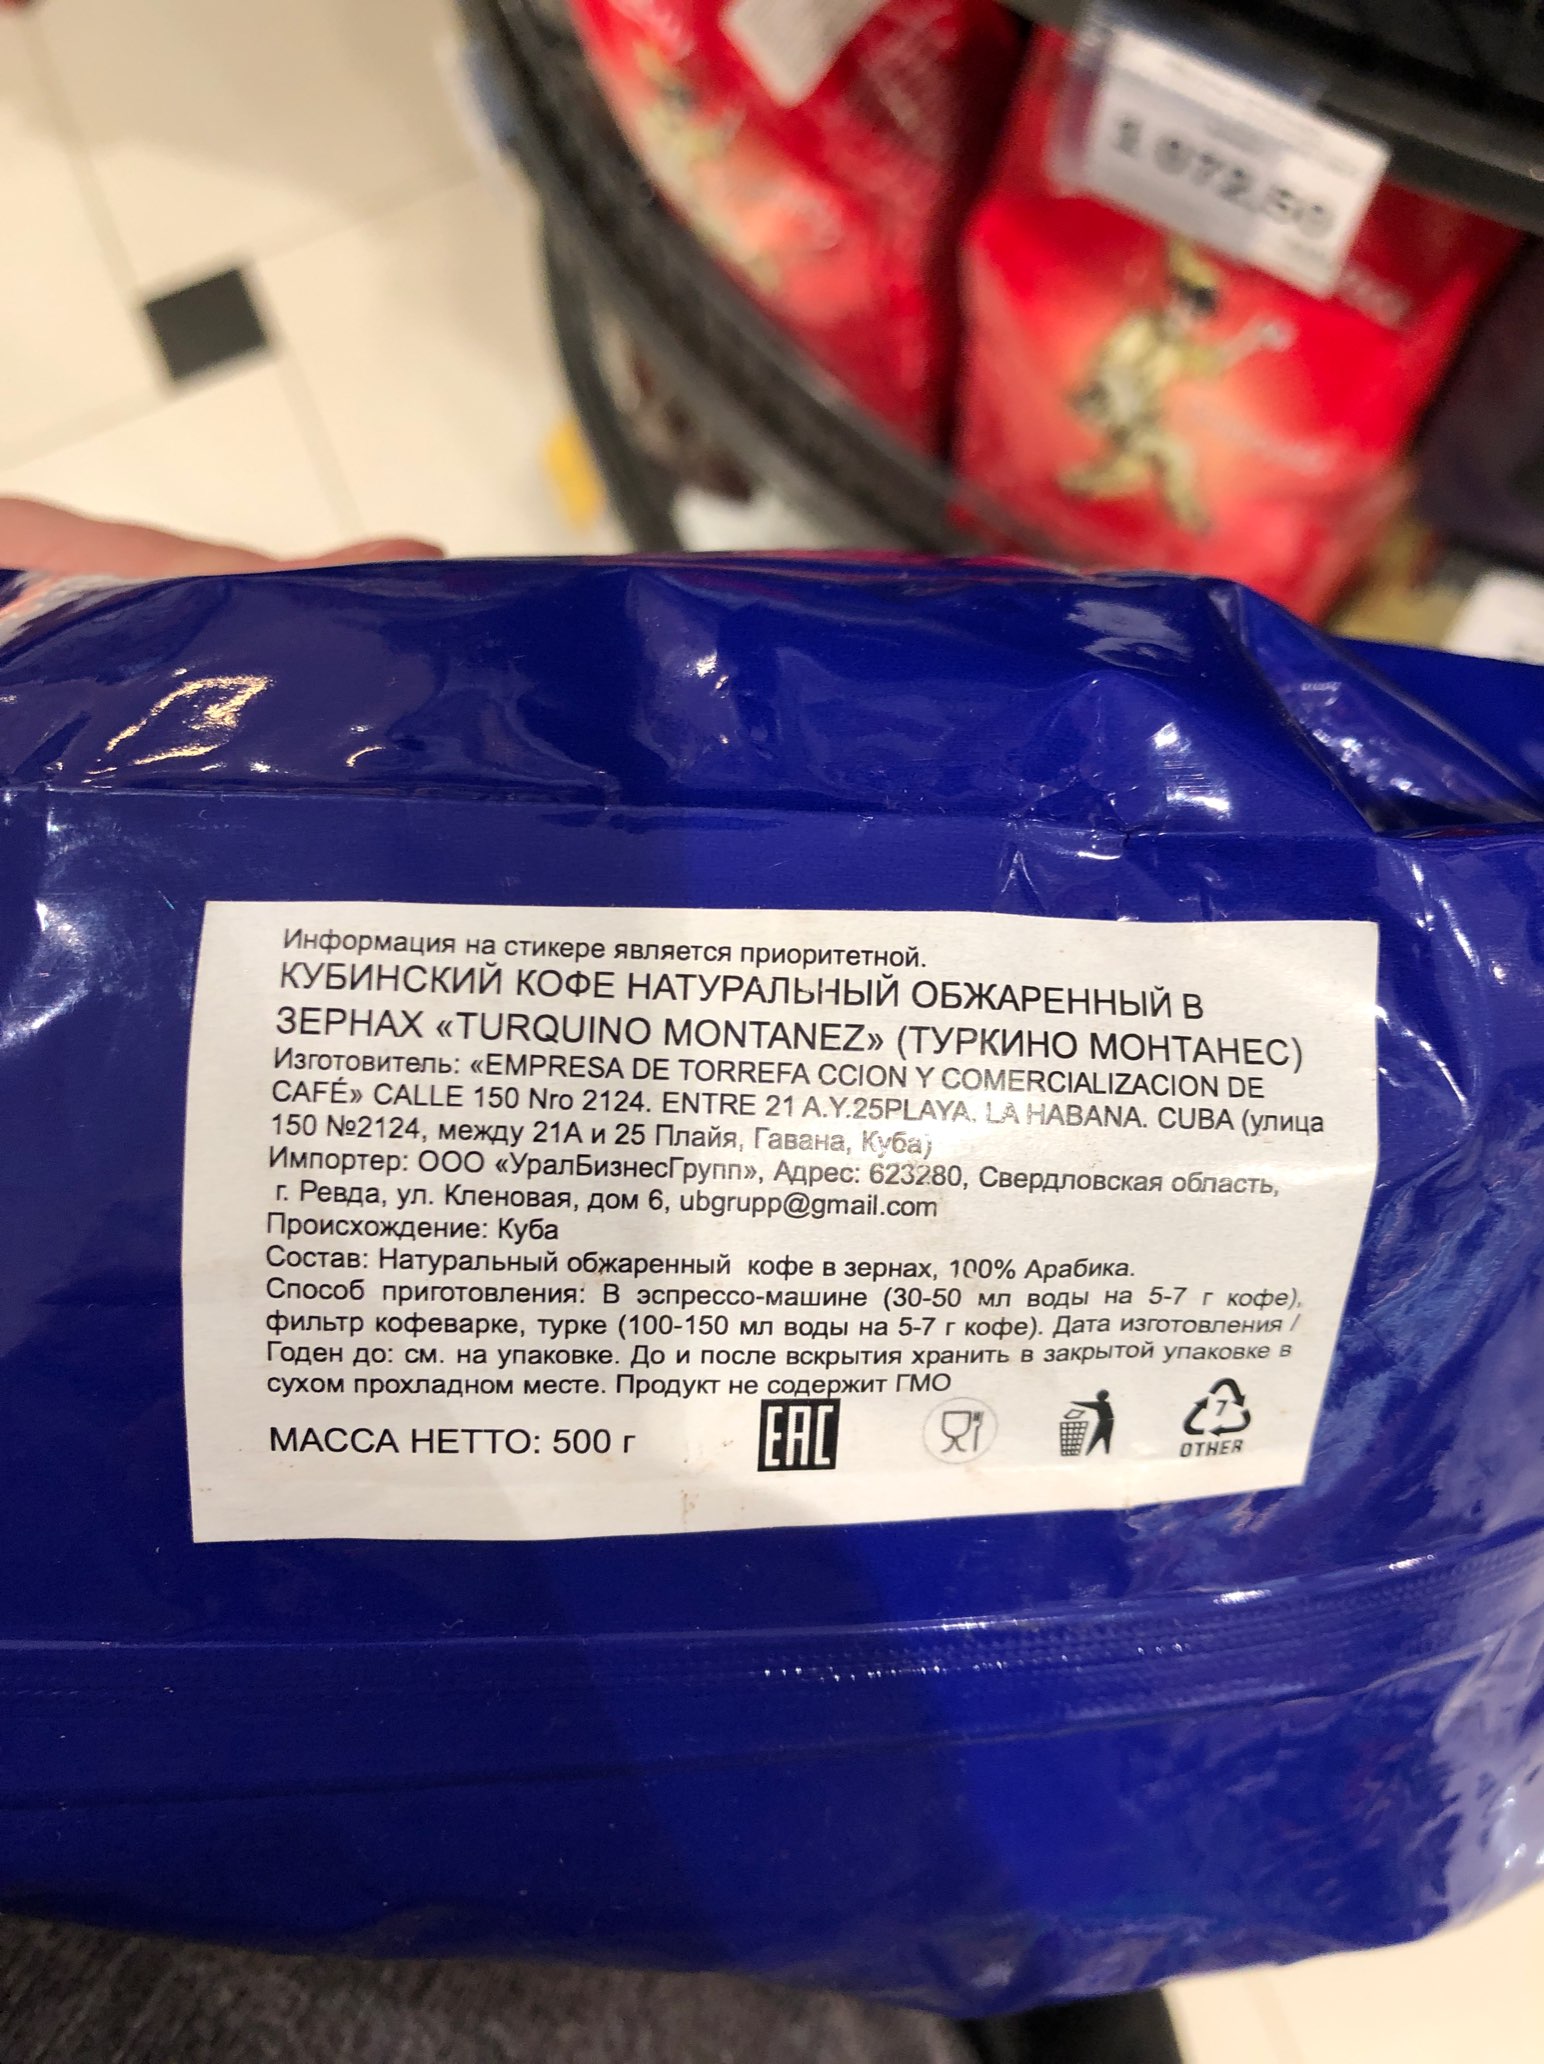 Информация на стикере является приоритетной.
КУБИНСКИЙ КОФЕ НАТУРАЛЬНЫЙ ОБЖАРЕННЫЙ В
ЗЕРНАХ «TURQUINO MONTANEZ» (ТУРКИНО МОНТАНЕС)
Изготовитель: «EMPRESA DE TORREFA CCION Y COMERCIALIZACION DE
CAFÉ» CALLE 150 Nro 2124. ENTRE 21 A.Y.25PLAYA. LA HABANA. CUBA (улица
150 №2124, между 21А и 25 Плайя, Гавана, Куба)
Импортер: ООО «УралБизнесГрупп», Адрес: 623280, Свердловская область,
г. Ревда, ул. Кленовая, дом 6, ubgrupp@gmail.com
Происхождение: Куба
Состав: Натуральный обжаренный кофе в зернах, 100% Арабика.
Способ приготовления: В эспрессо-машине (30-50 мл воды на 5-7 г кофе),
фильтр кофеварке, турке (100-150 мл воды на 5-7 г кофе). Дата изготовления /
Годен до: см. на упаковке. До и после вскрытия хранить в закрытой упаковке в
сухом прохладном месте. Продукт не содержит ГМО
МАССА НЕТТО: 500 г
EAC
7
OTHER
1 072.50